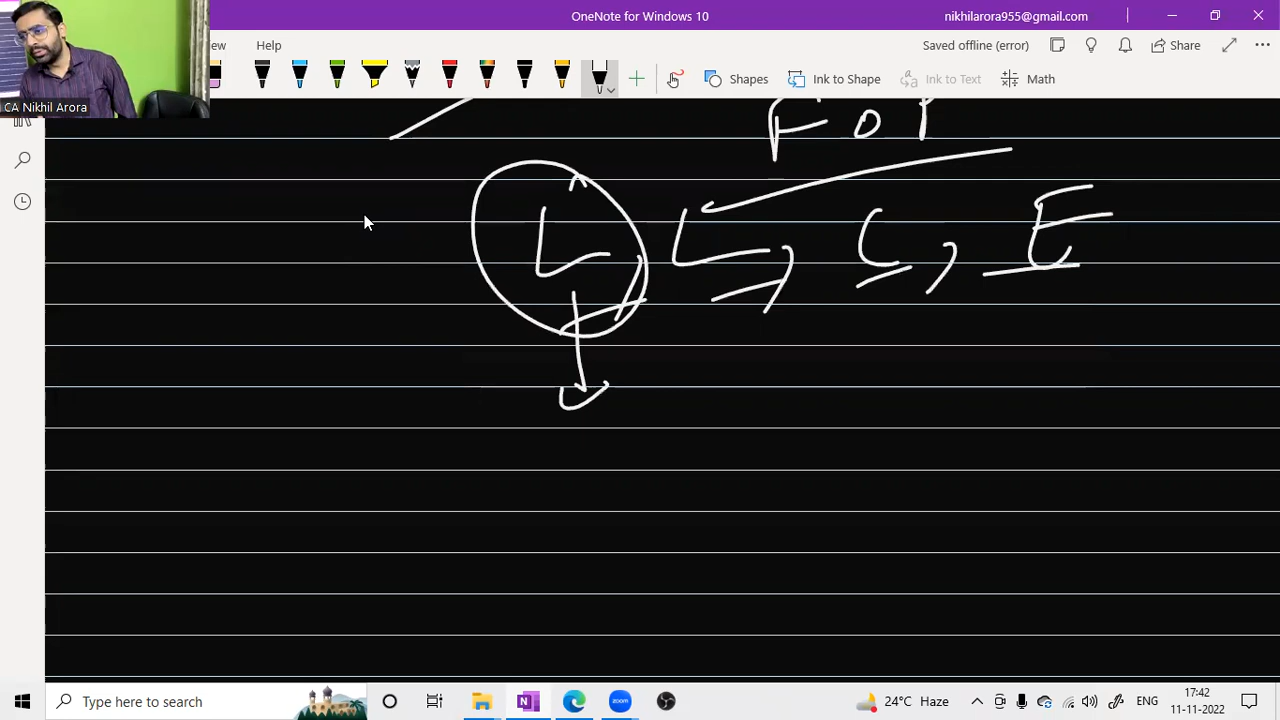 OneNote for Windows 10
nikhilarora955@gmail.com
Help
Saved offline (error)
Share
Shapes
Ink to Shape
Ink to Text
Math
CA Nikhil Arora
FOP
L L, C, E
Type here to search
24°C Haze
ENG
17:42
11-11-2022